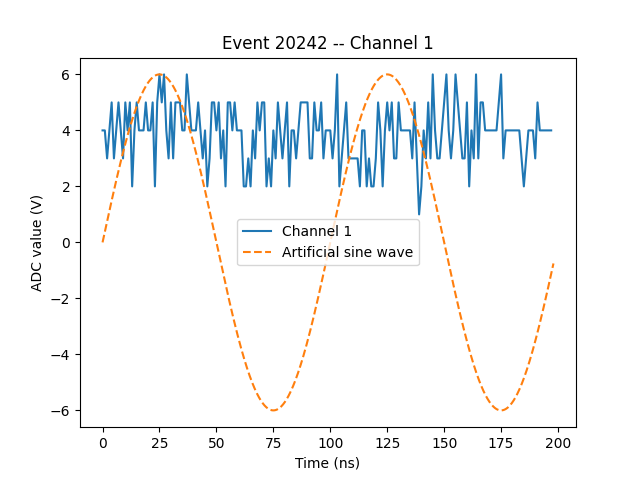 Event 20242 -- Channel 1
ADC value (V)
6
4
2
0
−2
−4
−6
Channel 1
Artificial sine wave
0 25 50 75 100 125 150 175 200
Time (ns)